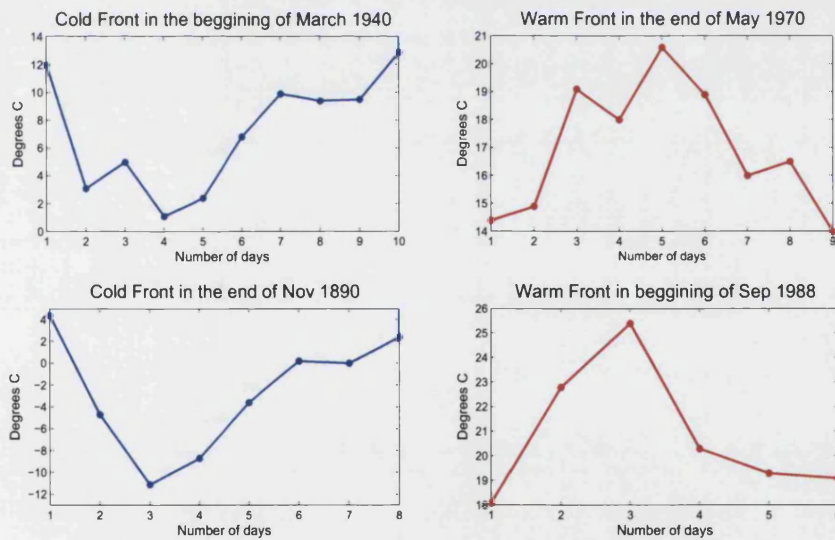 Cold Front in the beggining of March 1940
14
12
10
8
6
4
2
0
Degrees C
1 2 3 4 5 6 7 8 9 10
Number of days
Warm Front in the end of May 1970
21
20
19
18
17
16
15
14
Degrees C
1 2 3 4 5 6 7 8 9
Number of days
Cold Front in the end of Nov 1890
4
2
0
−2
−4
−6
−8
−10
−12
Degrees C
1 2 3 4 5 6 7 8
Number of days
Warm Front in beggining of Sep 1988
26
25
24
23
22
21
20
19
18
Degrees C
1 2 3 4 5
Number of days